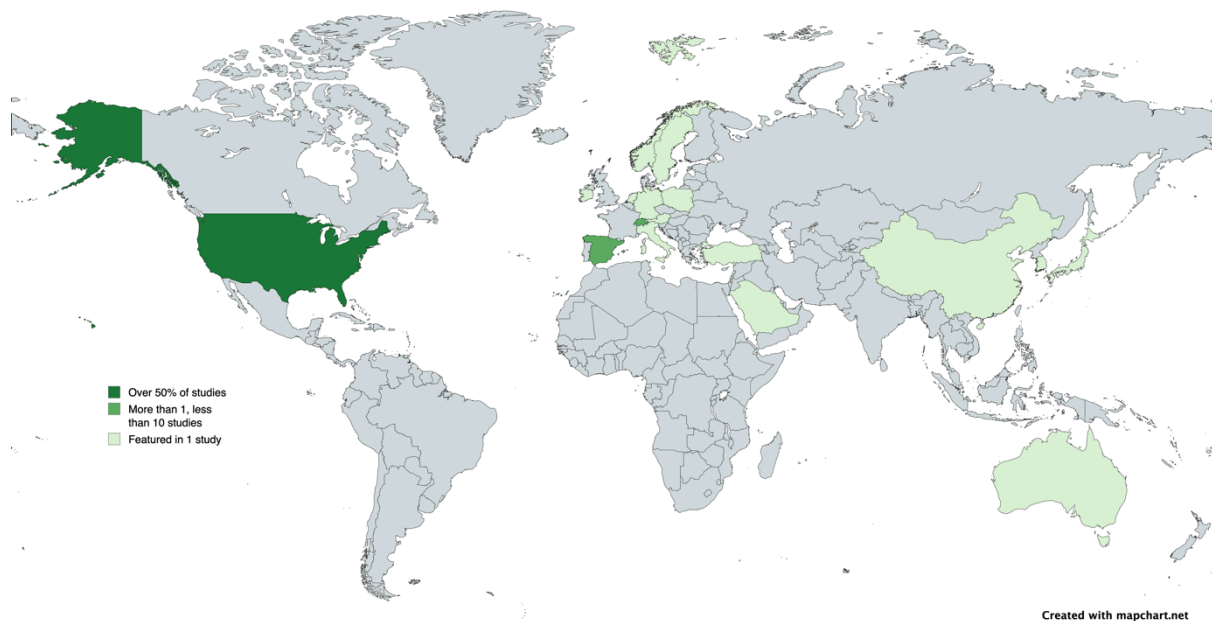 Over 50% of studies
More than 1, less
than 10 studies
Featured in 1 study
Created with mapchart.net